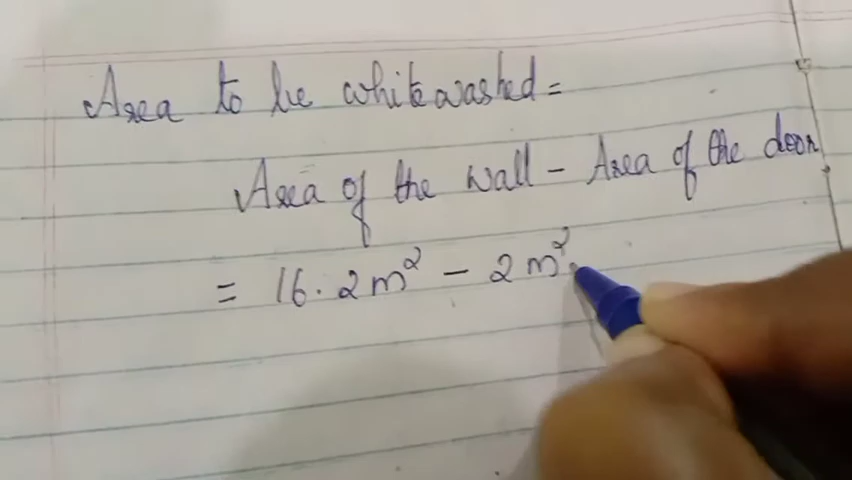 Area to be whitewashed =
Area of the wall - Area of the door
= 16.2 m² - 2 m²